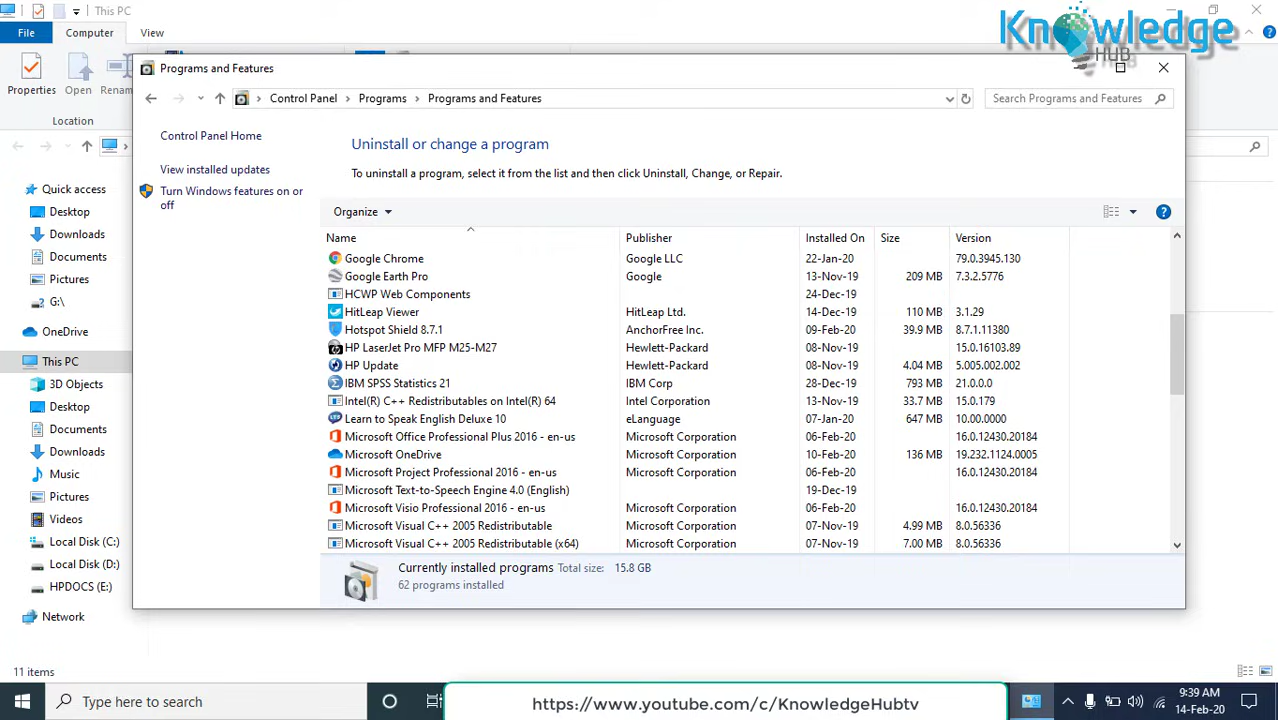 This PC
File Computer View
Knowledge
HUB
Properties Open Renam
Location
Programs and Features
Control Panel Programs Programs and Features Search Programs and Features
Control Panel Home
View installed updates
Turn Windows features on or
off
Uninstall or change a program
To uninstall a program, select it from the list and then click Uninstall, Change, or Repair.
Organize
Name Publisher Installed On Size Version
Google Chrome Google LLC 22-Jan-20 79.0.3945.130
Google Earth Pro Google 13-Nov-19 209 MB 7.3.2.5776
HCWP Web Components 24-Dec-19
HitLeap Viewer HitLeap Ltd. 14-Dec-19 110 MB 3.1.29
Hotspot Shield 8.7.1 AnchorFree Inc. 09-Feb-20 39.9 MB 8.7.1.11380
HP LaserJet Pro MFP M25-M27 Hewlett-Packard 08-Nov-19 15.0.16103.89
HP Update Hewlett-Packard 08-Nov-19 4.04 MB 5.005.002.002
IBM SPSS Statistics 21 IBM Corp 28-Dec-19 793 MB 21.0.0.0
Intel(R) C++ Redistributables on Intel(R) 64 Intel Corporation 13-Nov-19 33.7 MB 15.0.179
Learn to Speak English Deluxe 10 eLanguage 07-Jan-20 647 MB 10.00.0000
Microsoft Office Professional Plus 2016 - en-us Microsoft Corporation 06-Feb-20 16.0.12430.20184
Microsoft OneDrive Microsoft Corporation 10-Feb-20 136 MB 19.232.1124.0005
Microsoft Project Professional 2016 - en-us Microsoft Corporation 06-Feb-20 16.0.12430.20184
Microsoft Text-to-Speech Engine 4.0 (English) 19-Dec-19
Microsoft Visio Professional 2016 - en-us Microsoft Corporation 06-Feb-20 16.0.12430.20184
Microsoft Visual C++ 2005 Redistributable Microsoft Corporation 07-Nov-19 4.99 MB 8.0.56336
Microsoft Visual C++ 2005 Redistributable (x64) Microsoft Corporation 07-Nov-19 7.00 MB 8.0.56336
Currently installed programs Total size: 15.8 GB
62 programs installed
Quick access
Desktop
Downloads
Documents
Pictures
G:\
OneDrive
This PC
3D Objects
Desktop
Documents
Downloads
Music
Pictures
Videos
Local Disk (C:)
Local Disk (D:)
HPDOCS (E:)
Network
11 items
Type here to search
https://www.youtube.com/c/KnowledgeHubtv
9:39 AM
14-Feb-20